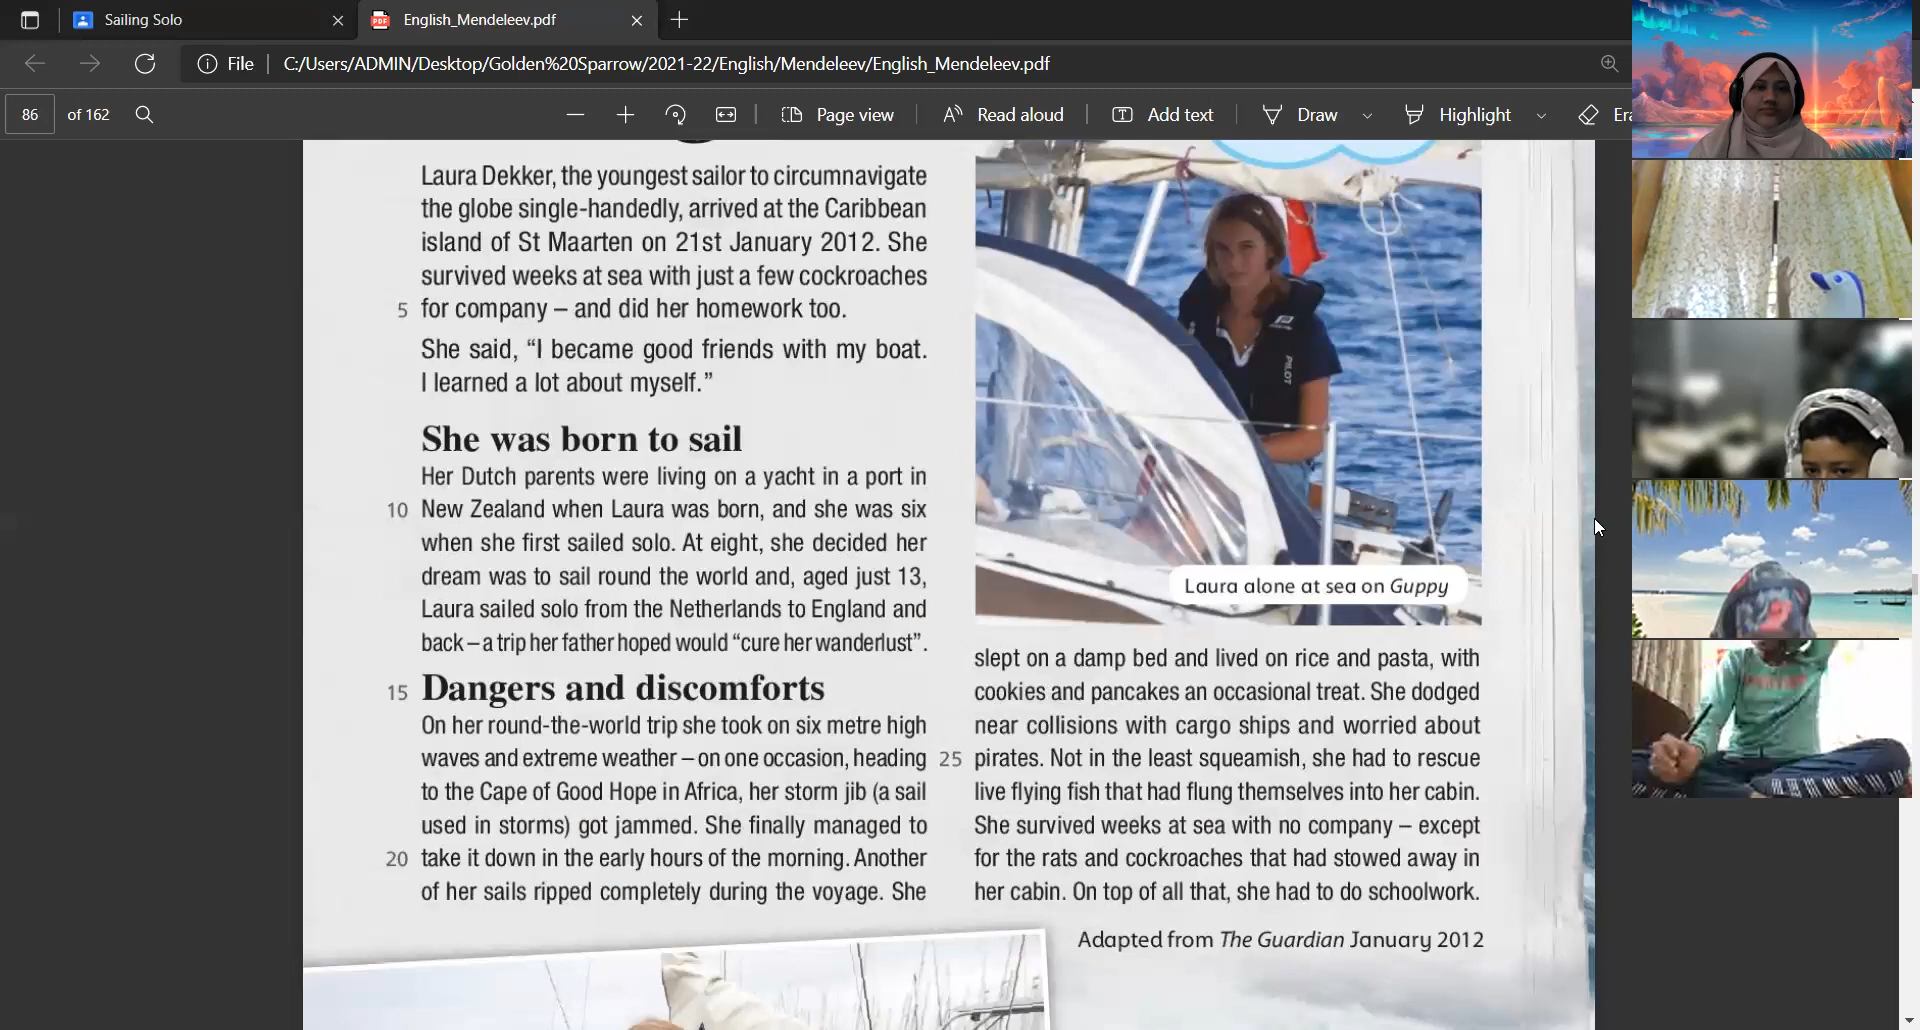 Sailing Solo
English_Mendeleev.pdf
File
C:/Users/ADMIN/Desktop/Golden%20Sparrow/2021-22/English/Mendeleev/English_Mendeleev.pdf
86 of 162
Page view
Read aloud
Add text
Draw
Highlight
Laura Dekker, the youngest sailor to circumnavigate
the globe single-handedly, arrived at the Caribbean
island of St Maarten on 21st January 2012. She
survived weeks at sea with just a few cockroaches
5 for company – and did her homework too.
She said, “I became good friends with my boat.
I learned a lot about myself.”
She was born to sail
Her Dutch parents were living on a yacht in a port in
10 New Zealand when Laura was born, and she was six
when she first sailed solo. At eight, she decided her
dream was to sail round the world and, aged just 13,
Laura sailed solo from the Netherlands to England and
back – a trip her father hoped would “cure her wanderlust”.
15 Dangers and discomforts
On her round-the-world trip she took on six metre high
waves and extreme weather – on one occasion, heading
to the Cape of Good Hope in Africa, her storm jib (a sail
used in storms) got jammed. She finally managed to
20 take it down in the early hours of the morning. Another
of her sails ripped completely during the voyage. She
PILOT
Laura alone at sea on Guppy
slept on a damp bed and lived on rice and pasta, with
cookies and pancakes an occasional treat. She dodged
near collisions with cargo ships and worried about
25 pirates. Not in the least squeamish, she had to rescue
live flying fish that had flung themselves into her cabin.
She survived weeks at sea with no company – except
for the rats and cockroaches that had stowed away in
her cabin. On top of all that, she had to do schoolwork.
Adapted from The Guardian January 2012